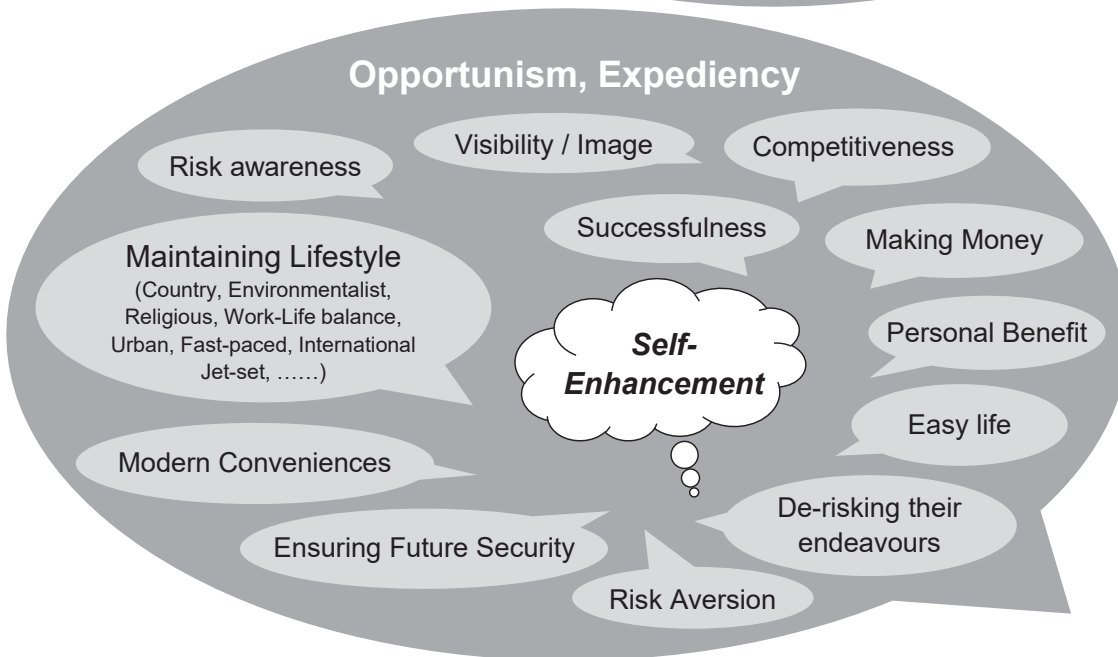 Opportunism, Expediency
Visibility / Image
Competitiveness
Risk awareness
Successfulness
Making Money
Maintaining Lifestyle
(Country, Environmentalist,
Religious, Work-Life balance,
Urban, Fast-paced, International
Jet-set, ……)
Self-
Enhancement
Personal Benefit
Easy life
Modern Conveniences
De-risking their
endeavours
Ensuring Future Security
Risk Aversion